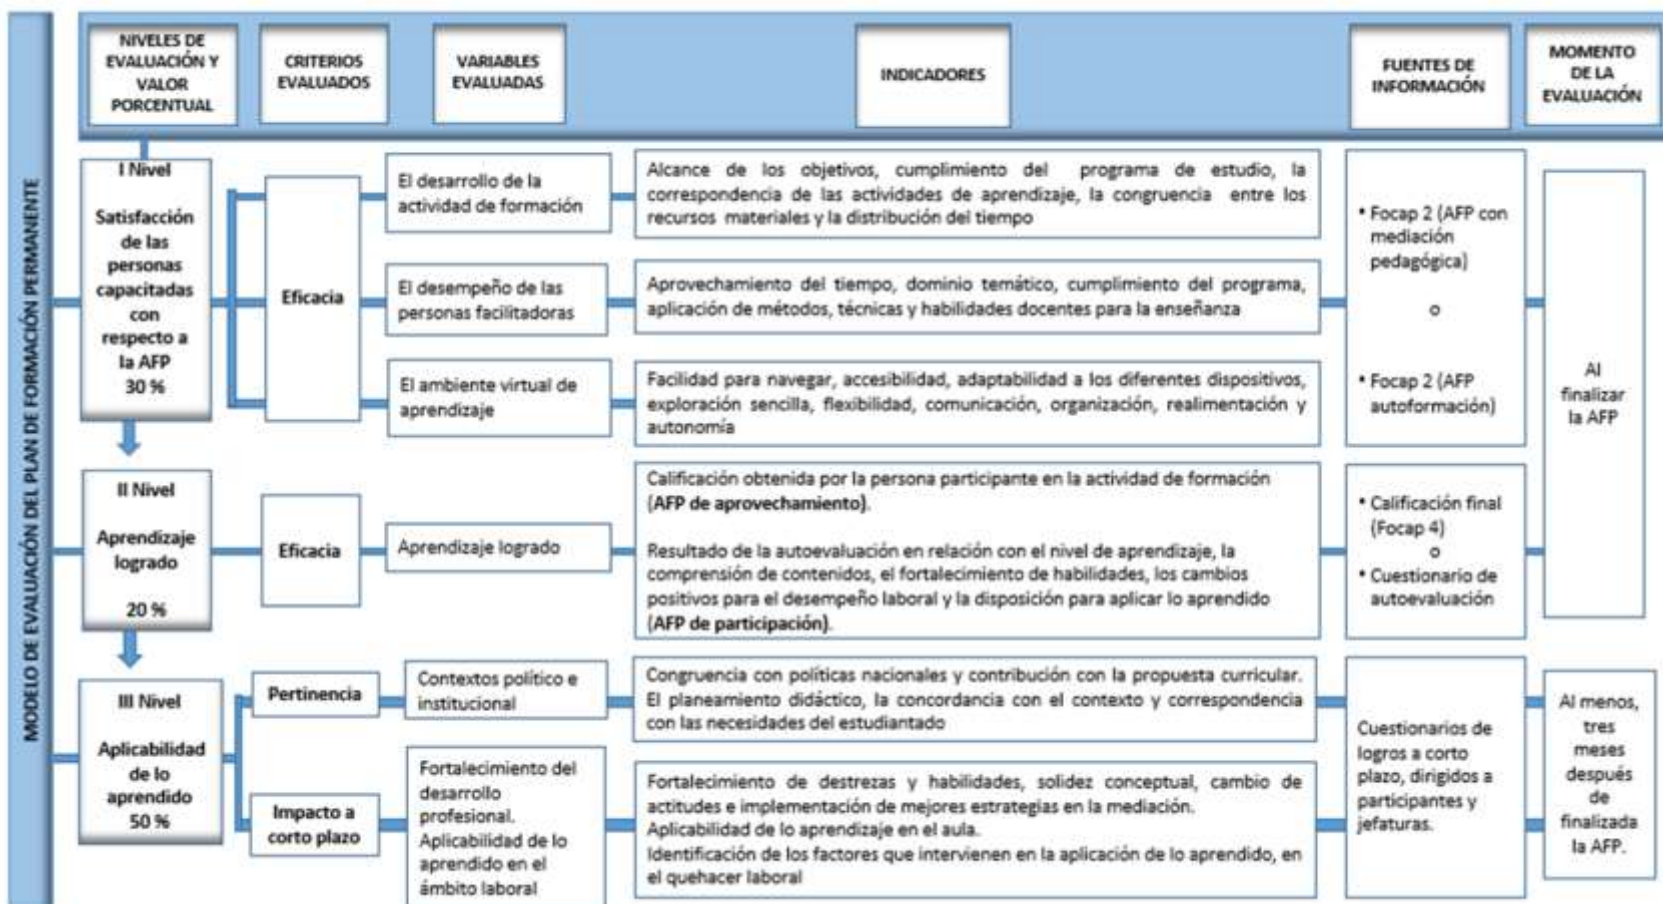 MODELO DE EVALUACIÓN DEL PLAN DE FORMACIÓN PERMANENTE
NIVELES DE
EVALUACIÓN Y
VALOR
PORCENTUAL
CRITERIOS
EVALUADOS
VARIABLES
EVALUADAS
INDICADORES
FUENTES DE
INFORMACIÓN
MOMENTO
DE LA
EVALUACIÓN
I Nivel
Satisfacción
de las
personas
capacitadas
con
respecto a
la AFP
30 %
Eficacia
El desarrollo de la
actividad de formación
Alcance de los objetivos, cumplimiento del programa de estudio, la
correspondencia de las actividades de aprendizaje, la congruencia entre los
recursos materiales y la distribución del tiempo
El desempeño de las
personas facilitadoras
Aprovechamiento del tiempo, dominio temático, cumplimiento del programa,
aplicación de métodos, técnicas y habilidades docentes para la enseñanza
El ambiente virtual de
aprendizaje
Facilidad para navegar, accesibilidad, adaptabilidad a los diferentes dispositivos,
exploración sencilla, flexibilidad, comunicación, organización, realimentación y
autonomía
• Focap 2 (AFP con
mediación
pedagógica)
o
• Focap 2 (AFP
autoformación)
Al
finalizar
la AFP
II Nivel
Aprendizaje
logrado
20 %
Eficacia
Aprendizaje logrado
Calificación obtenida por la persona participante en la actividad de formación
(AFP de aprovechamiento).
Resultado de la autoevaluación en relación con el nivel de aprendizaje, la
comprensión de contenidos, el fortalecimiento de habilidades, los cambios
positivos para el desempeño laboral y la disposición para aplicar lo aprendido
(AFP de participación).
• Calificación final
(Focap 4)
o
• Cuestionario de
autoevaluación
III Nivel
Aplicabilidad
de lo
aprendido
50 %
Pertinencia
Contextos político e
institucional
Congruencia con políticas nacionales y contribución con la propuesta curricular.
El planeamiento didáctico, la concordancia con el contexto y correspondencia
con las necesidades del estudiantado
Impacto a
corto plazo
Fortalecimiento del
desarrollo
profesional.
Aplicabilidad de lo
aprendido en el
ámbito laboral
Fortalecimiento de destrezas y habilidades, solidez conceptual, cambio de
actitudes e implementación de mejores estrategias en la mediación.
Aplicabilidad de lo aprendizaje en el aula.
Identificación de los factores que intervienen en la aplicación de lo aprendido, en
el quehacer laboral
Cuestionarios de
logros a corto
plazo, dirigidos a
participantes y
jefaturas.
Al menos,
tres
meses
después
de
finalizada
la AFP.